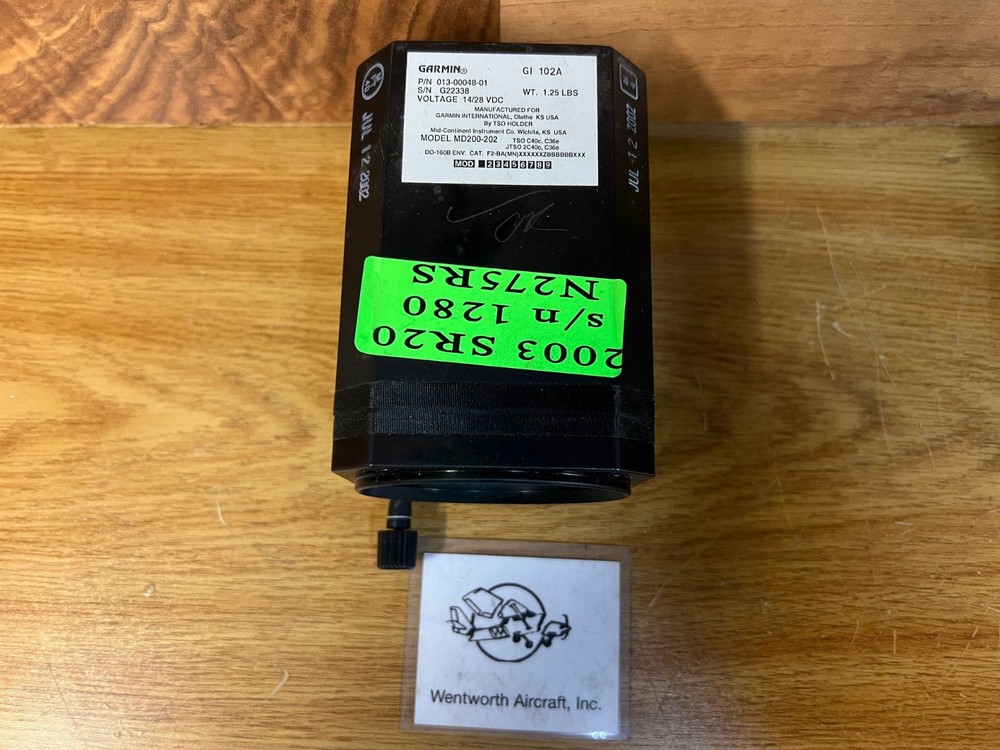 GARMIN® GI 102A
P/N 013-00048-01
S/N G22338 WT. 1.25 LBS
VOLTAGE 14/28 VDC
MANUFACTURED FOR
GARMIN INTERNATIONAL, Olathe KS USA
By TSO HOLDER
Mid-Continent Instrument Co. Wichita, KS USA
MODEL MD200-202 TSO C40c, C36e
JTSO 2C40c, C36e
DO-160B ENV. CAT. F2-BA(MN)XXXXXXZBBBBBBXXX
MOD 2 3 4 5 6 7 8 9
JUL 12 2002
JUL 12 2002
2003 SR20
s/n 1280
N275RS
Wentworth Aircraft, Inc.